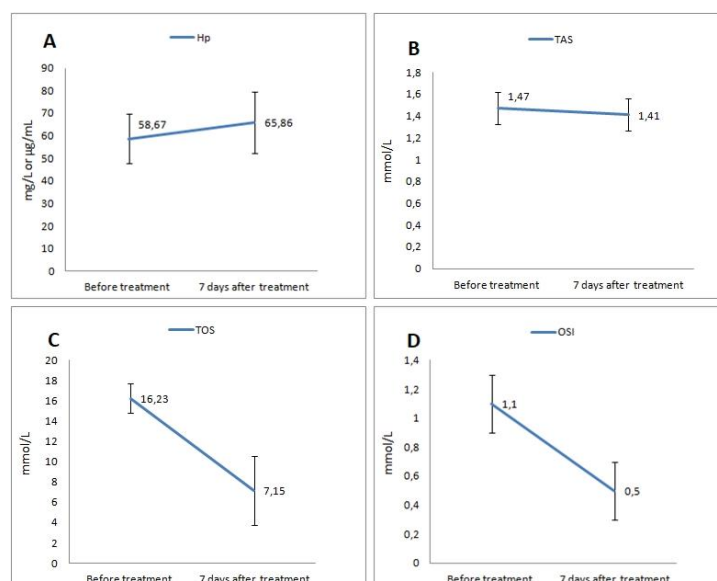 A
Hp
90
80
70
60
50
40
30
20
10
0
mg/L or µg/mL
58,67
65,86
Before treatment
7 days after treatment
B
TAS
1,8
1,6
1,4
1,2
1
0,8
0,6
0,4
0,2
0
mmol/L
1,47
1,41
Before treatment
7 days after treatment
C
TOS
20
18
16
14
12
10
8
6
4
2
0
mmol/L
16,23
7,15
Before treatment
7 days after treatment
D
OSI
1,4
1,2
1
0,8
0,6
0,4
0,2
0
mmol/L
1,1
0,5
Before treatment
7 days after treatment